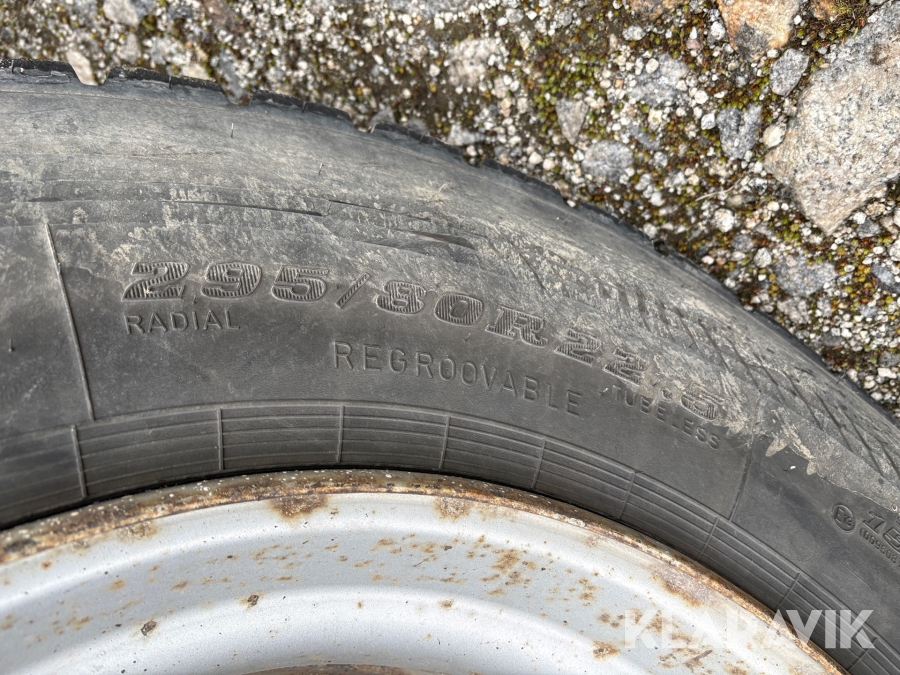 295/80R22.5
RADIAL
REGROOVABLE
TUBELESS
KLARAVIK